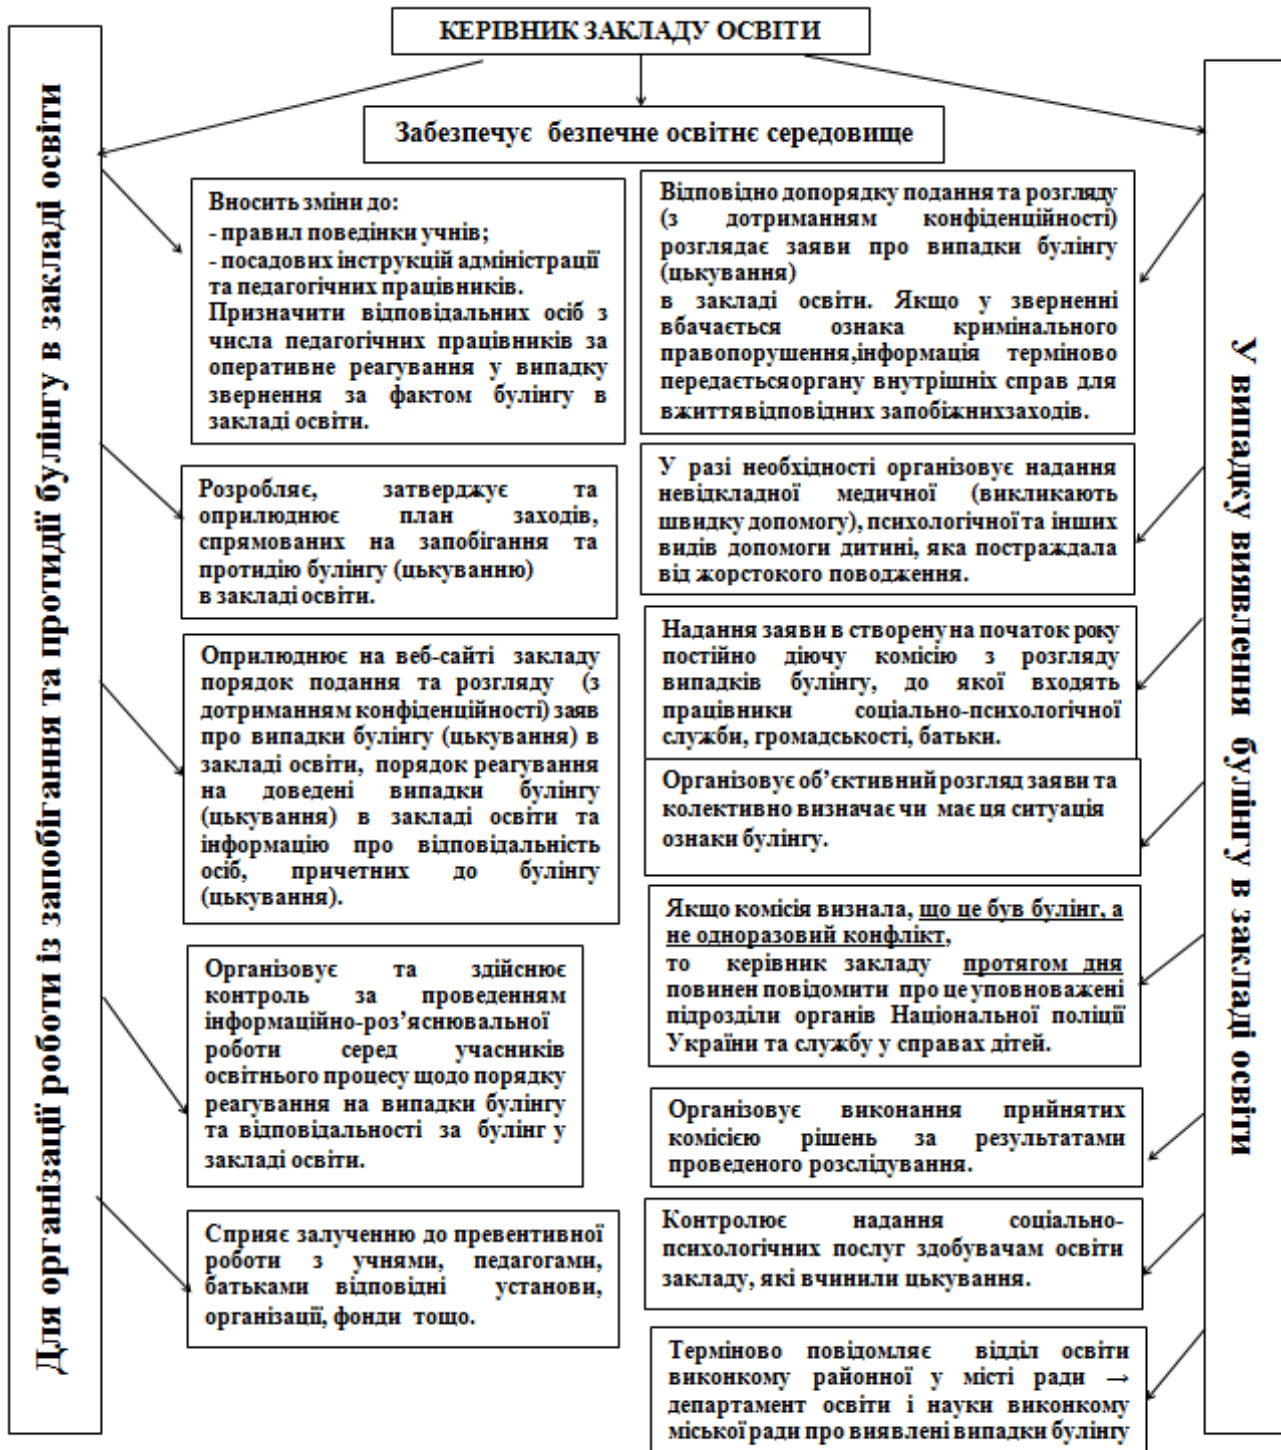 КЕРІВНИК ЗАКЛАДУ ОСВІТИ
Забезпечує безпечне освітнє середовище
Для організації роботи із запобігання та протидії булінгу в закладі освіти
Вносить зміни до:
- правил поведінки учнів;
- посадових інструкцій адміністрації
та педагогічних працівників.
Призначити відповідальних осіб з
числа педагогічних працівників за
оперативне реагування у випадку
звернення за фактом булінгу в
закладі освіти.
Розробляє, затверджує та
оприлюднює план заходів,
спрямованих на запобігання та
протидію булінгу (цькуванню)
в закладі освіти.
Оприлюднює на веб-сайті закладу
порядок подання та розгляду (з
дотриманням конфіденційності) заяв
про випадки булінгу (цькування) в
закладі освіти, порядок реагування
на доведені випадки булінгу
(цькування) в закладі освіти та
інформацію про відповідальність
осіб, причетних до булінгу
(цькування).
Організовує та здійснює
контроль за проведенням
інформаційно-роз’яснювальної
роботи серед учасників
освітнього процесу щодо порядку
реагування на випадки булінгу
та відповідальності за булінг у
закладі освіти.
Сприяє залученню до превентивної
роботи з учнями, педагогами,
батьками відповідні установи,
організації, фонди тощо.
У випадку виявлення булінгу в закладі освіти
Відповідно допорядку подання та розгляду
(з дотриманням конфіденційності)
розглядає заяви про випадки булінгу
(цькування)
в закладі освіти. Якщо у зверненні
вбачається ознака кримінального
правопорушення,інформація терміново
передаєтьсяоргану внутрішніх справ для
вжиттявідповідних запобіжнихзаходів.
У разі необхідності організовує надання
невідкладної медичної (викликають
швидку допомогу), психологічної та інших
видів допомоги дитині, яка постраждала
від жорстокого поводження.
Надання заяви в створену на початок року
постійно діючу комісію з розгляду
випадків булінгу, до якої входять
працівники соціально-психологічної
служби, громадськості, батьки.
Організовує об’єктивний розгляд заяви та
колективно визначає чи має ця ситуація
ознаки булінгу.
Якщо комісія визнала, що це був булінг, а
не одноразовий конфлікт,
то керівник закладу протягом дня
повинен повідомити про це уповноважені
підрозділи органів Національної поліції
України та службу у справах дітей.
Організовує виконання прийнятих
комісією рішень за результатами
проведеного розслідування.
Контролює надання соціально-
психологічних послуг здобувачам освіти
закладу, які вчинили цькування.
Терміново повідомляє відділ освіти
виконкому районної у місті ради →
департамент освіти і науки виконкому
міської ради про виявлені випадки булінгу